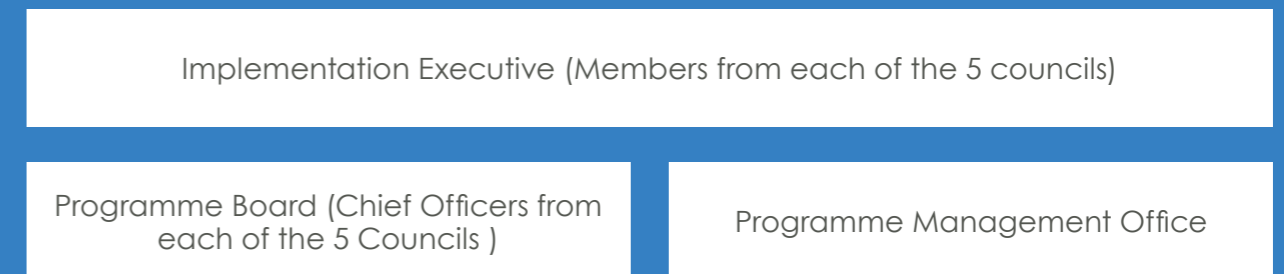 Implementation Executive (Members from each of the 5 councils)
Programme Board (Chief Officers from
each of the 5 Councils )
Programme Management Office